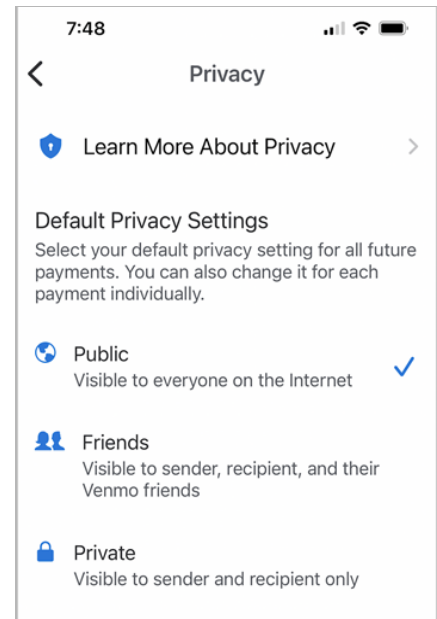 7:48
Privacy
Learn More About Privacy
Default Privacy Settings
Select your default privacy setting for all future
payments. You can also change it for each
payment individually.
Public
Visible to everyone on the Internet
Friends
Visible to sender, recipient, and their
Venmo friends
Private
Visible to sender and recipient only